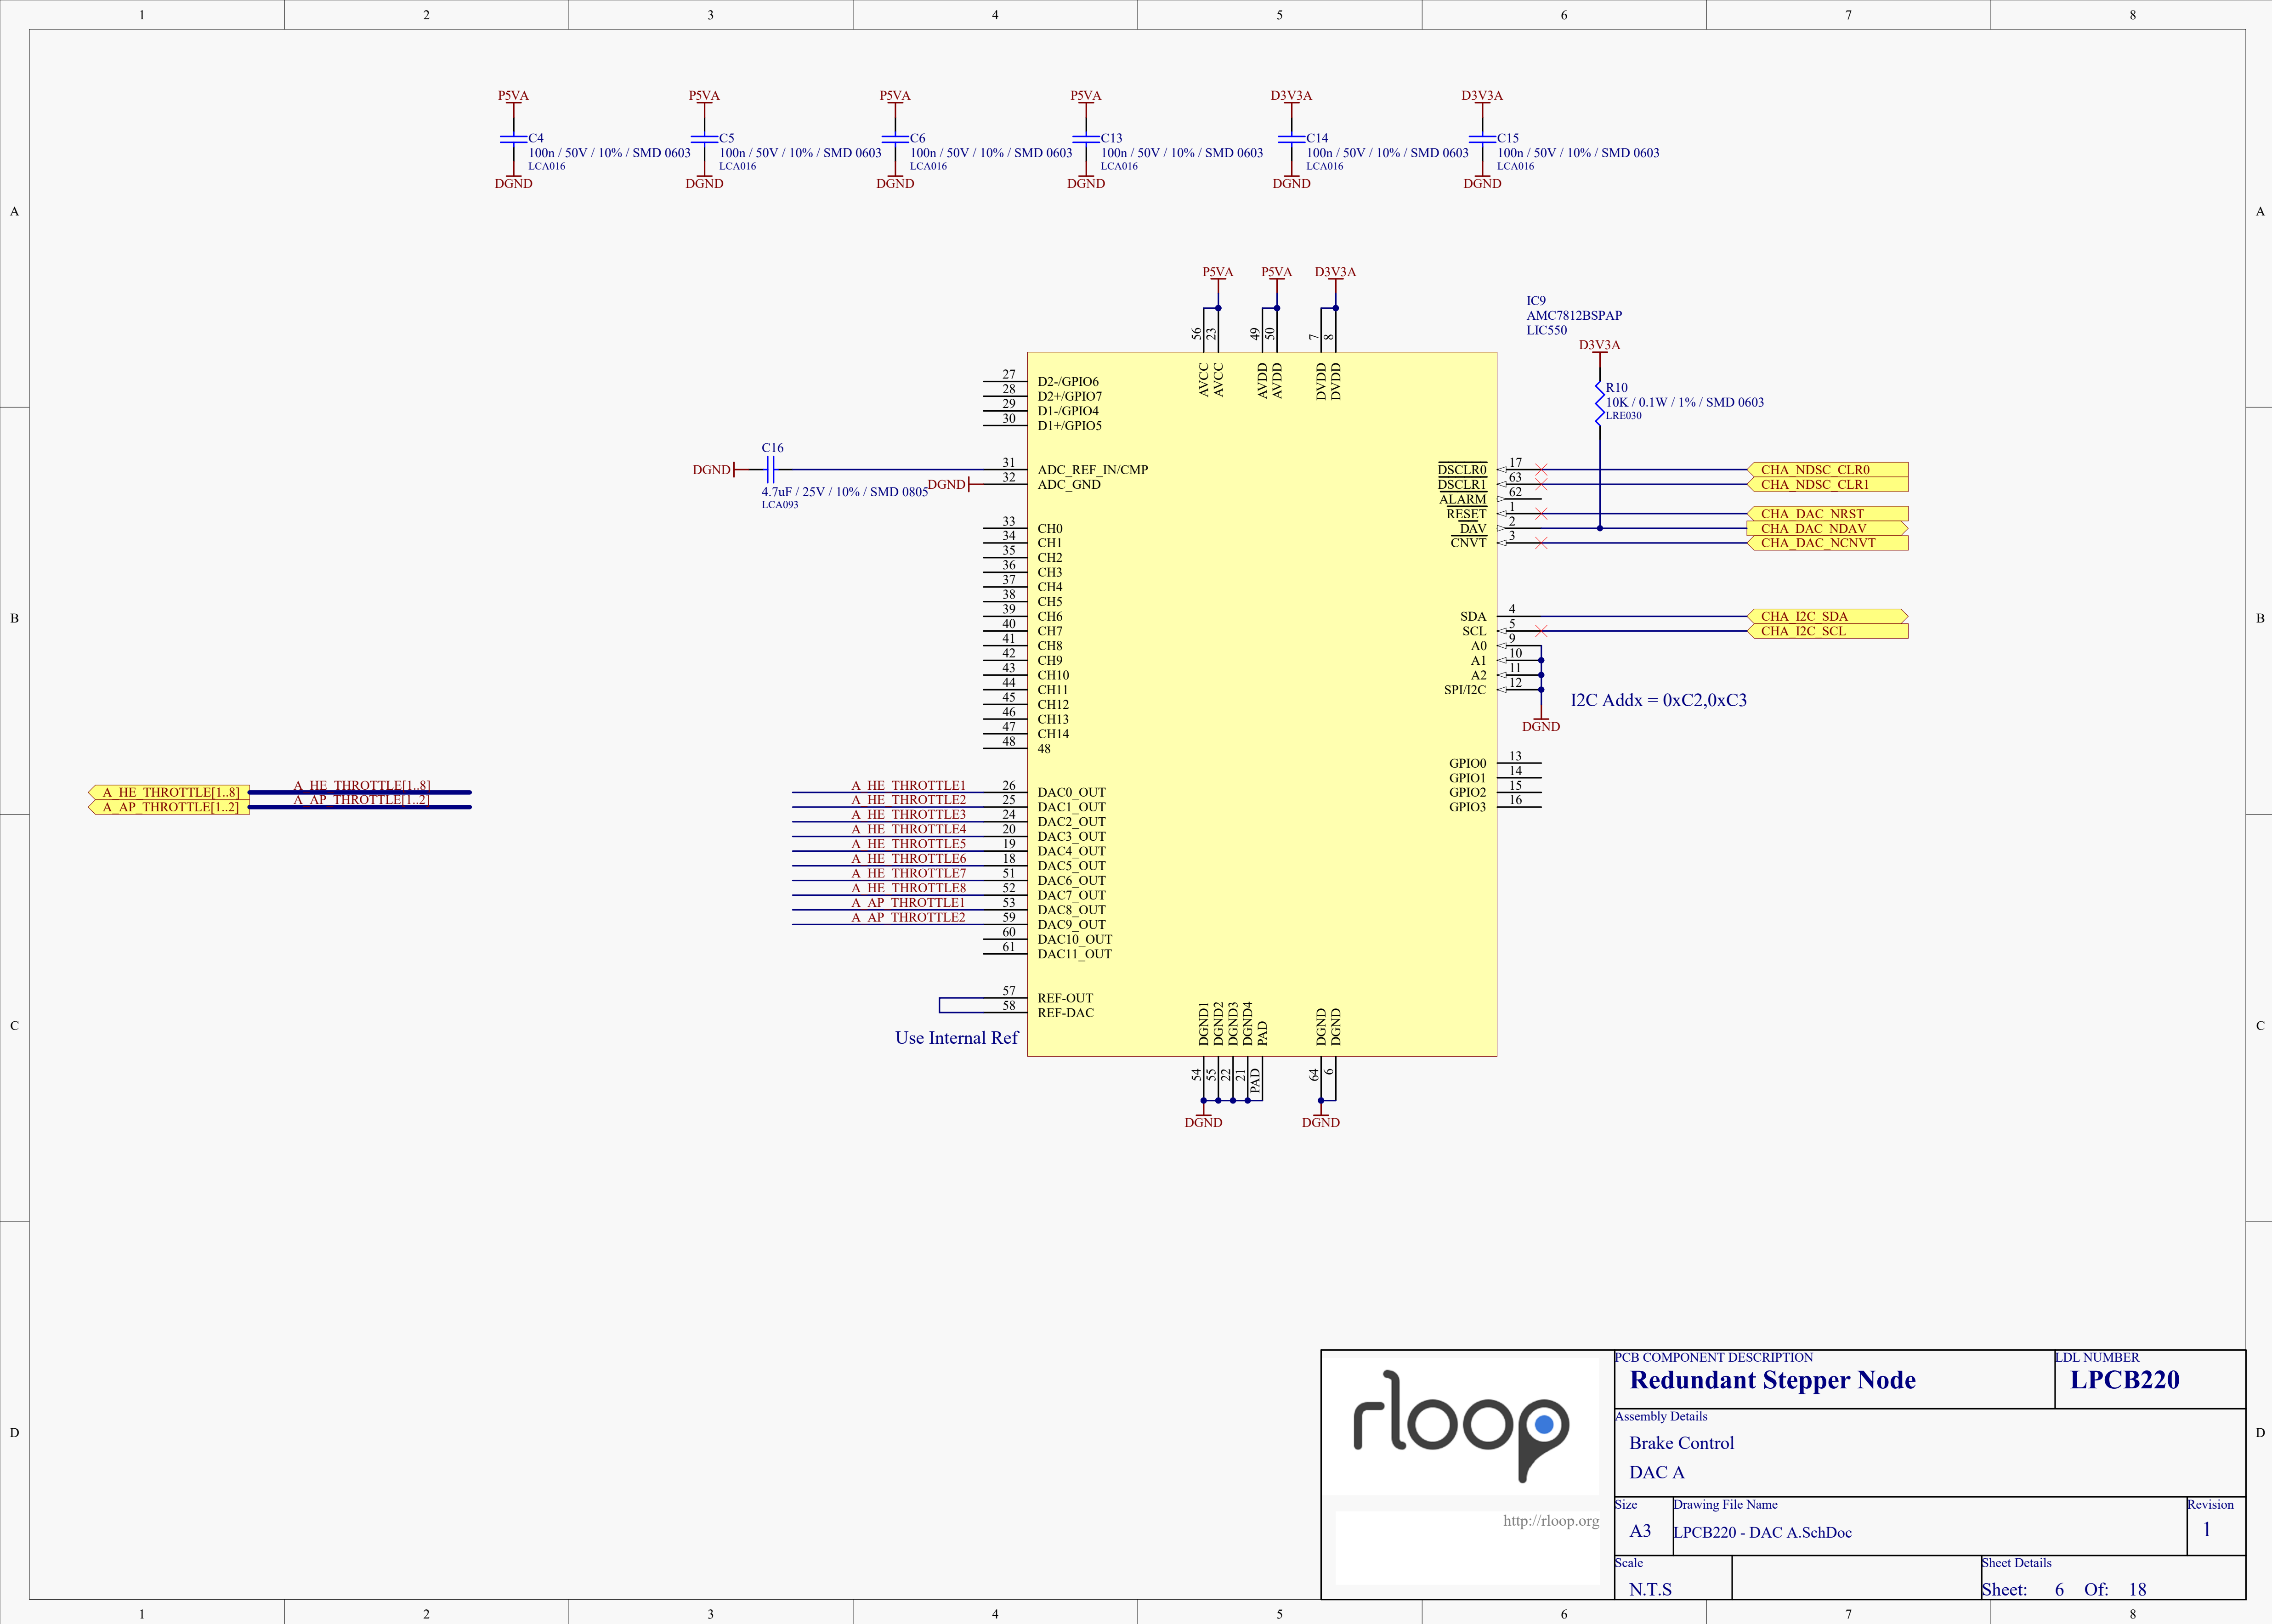 1 2 3 4 5 6 7 8
P5VA P5VA P5VA P5VA D3V3A D3V3A
C4 C5 C6 C13 C14 C15
100n / 50V / 10% / SMD 0603 100n / 50V / 10% / SMD 0603 100n / 50V / 10% / SMD 0603 100n / 50V / 10% / SMD 0603 100n / 50V / 10% / SMD 0603 100n / 50V / 10% / SMD 0603
LCA016 LCA016 LCA016 LCA016 LCA016 LCA016
DGND DGND DGND DGND DGND DGND
A A
P5VA P5VA D3V3A
56 23 49 50 7 8
AVCC AVCC AVDD AVDD DVDD DVDD
IC9
AMC7812BSPAP
LIC550
D3V3A
R10
10K / 0.1W / 1% / SMD 0603
LRE030
27 D2-/GPIO6
28 D2+/GPIO7
29 D1-/GPIO4
30 D1+/GPIO5
C16
DGND 31 ADC_REF_IN/CMP
4.7uF / 25V / 10% / SMD 0805
LCA093
DGND 32 ADC_GND
DSCLR0 17 CHA_NDSC_CLR0
DSCLR1 63 CHA_NDSC_CLR1
ALARM 62
RESET 1 CHA_DAC_NRST
DAV 2 CHA_DAC_NDAV
CNVT 3 CHA_DAC_NCNVT
33 CH0
34 CH1
35 CH2
36 CH3
37 CH4
38 CH5
39 CH6
40 CH7
41 CH8
42 CH9
43 CH10
44 CH11
45 CH12
46 CH13
47 CH14
48 48
B B
SDA 4 CHA_I2C_SDA
SCL 5 CHA_I2C_SCL
A0 9
A1 10
A2 11
SPI/I2C 12
I2C Addx = 0xC2,0xC3
DGND
GPIO0 13
GPIO1 14
GPIO2 15
GPIO3 16
A_HE_THROTTLE[1..8] A_HE_THROTTLE[1..8]
A_AP_THROTTLE[1..2] A_AP_THROTTLE[1..2]
A_HE_THROTTLE1 26 DAC0_OUT
A_HE_THROTTLE2 25 DAC1_OUT
A_HE_THROTTLE3 24 DAC2_OUT
A_HE_THROTTLE4 20 DAC3_OUT
A_HE_THROTTLE5 19 DAC4_OUT
A_HE_THROTTLE6 18 DAC5_OUT
A_HE_THROTTLE7 51 DAC6_OUT
A_HE_THROTTLE8 52 DAC7_OUT
A_AP_THROTTLE1 53 DAC8_OUT
A_AP_THROTTLE2 59 DAC9_OUT
60 DAC10_OUT
61 DAC11_OUT
57 REF-OUT
58 REF-DAC
Use Internal Ref
C C
DGND1 DGND2 DGND3 DGND4 PAD DGND DGND
54 55 22 21 PAD 64 6
DGND DGND
D D
rloop
http://rloop.org
PCB COMPONENT DESCRIPTION
Redundant Stepper Node
LDL NUMBER
LPCB220
Assembly Details
Brake Control
DAC A
Size
A3
Drawing File Name
LPCB220 - DAC A.SchDoc
Revision
1
Scale
N.T.S
Sheet Details
Sheet: 6 Of: 18
1 2 3 4 5 6 7 8